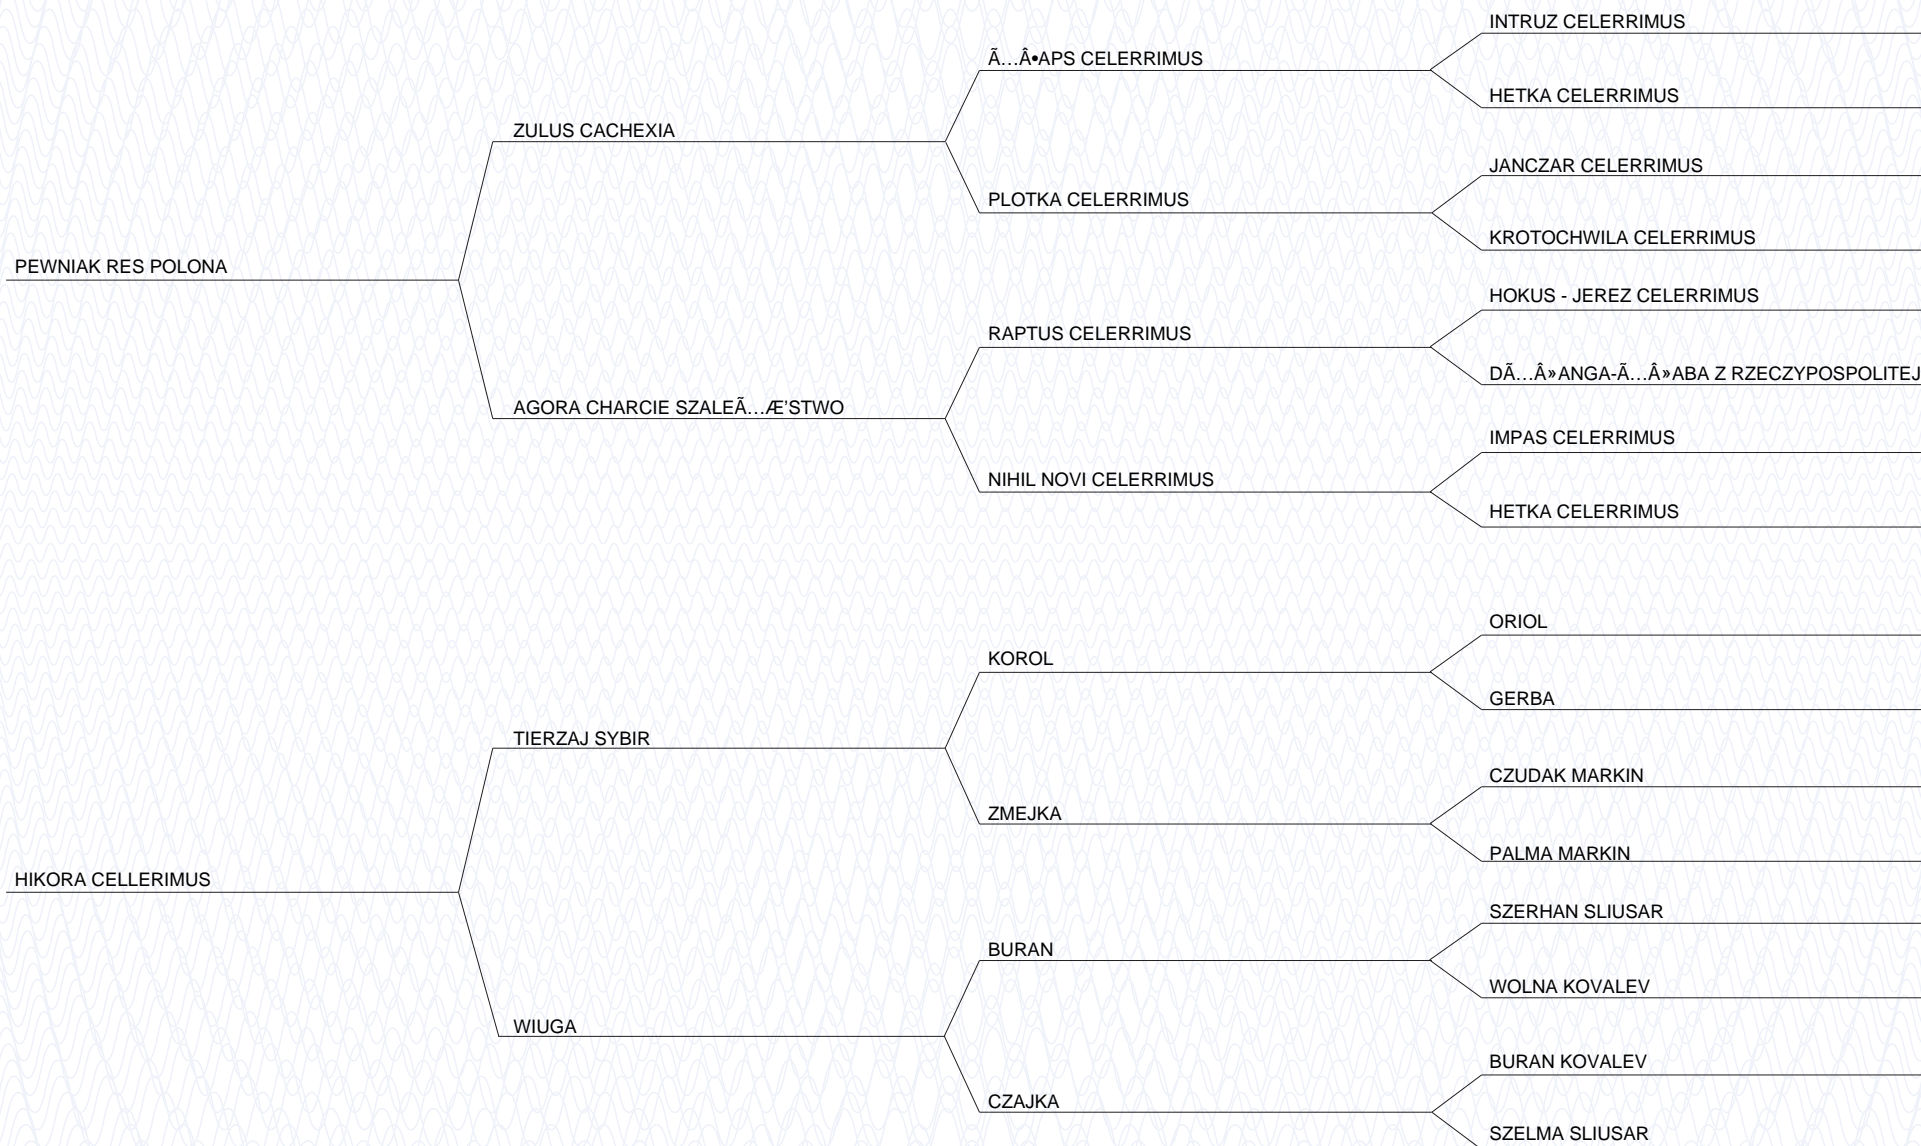 INTRUZ CELERRIMUS
Ã…Â•APS CELERRIMUS
HETKA CELERRIMUS
ZULUS CACHEXIA
JANCZAR CELERRIMUS
PLOTKA CELERRIMUS
KROTOCHWILA CELERRIMUS
PEWNIAK RES POLONA
HOKUS - JEREZ CELERRIMUS
RAPTUS CELERRIMUS
DÃ…Â»ANGA-Ã…Â»ABA Z RZECZYPOSPOLITEJ
AGORA CHARCIE SZALEÃ…Æ’STWO
IMPAS CELERRIMUS
NIHIL NOVI CELERRIMUS
HETKA CELERRIMUS
ORIOL
KOROL
GERBA
TIERZAJ SYBIR
CZUDAK MARKIN
ZMEJKA
PALMA MARKIN
HIKORA CELLERIMUS
SZERHAN SLIUSAR
BURAN
WOLNA KOVALEV
WIUGA
BURAN KOVALEV
CZAJKA
SZELMA SLIUSAR